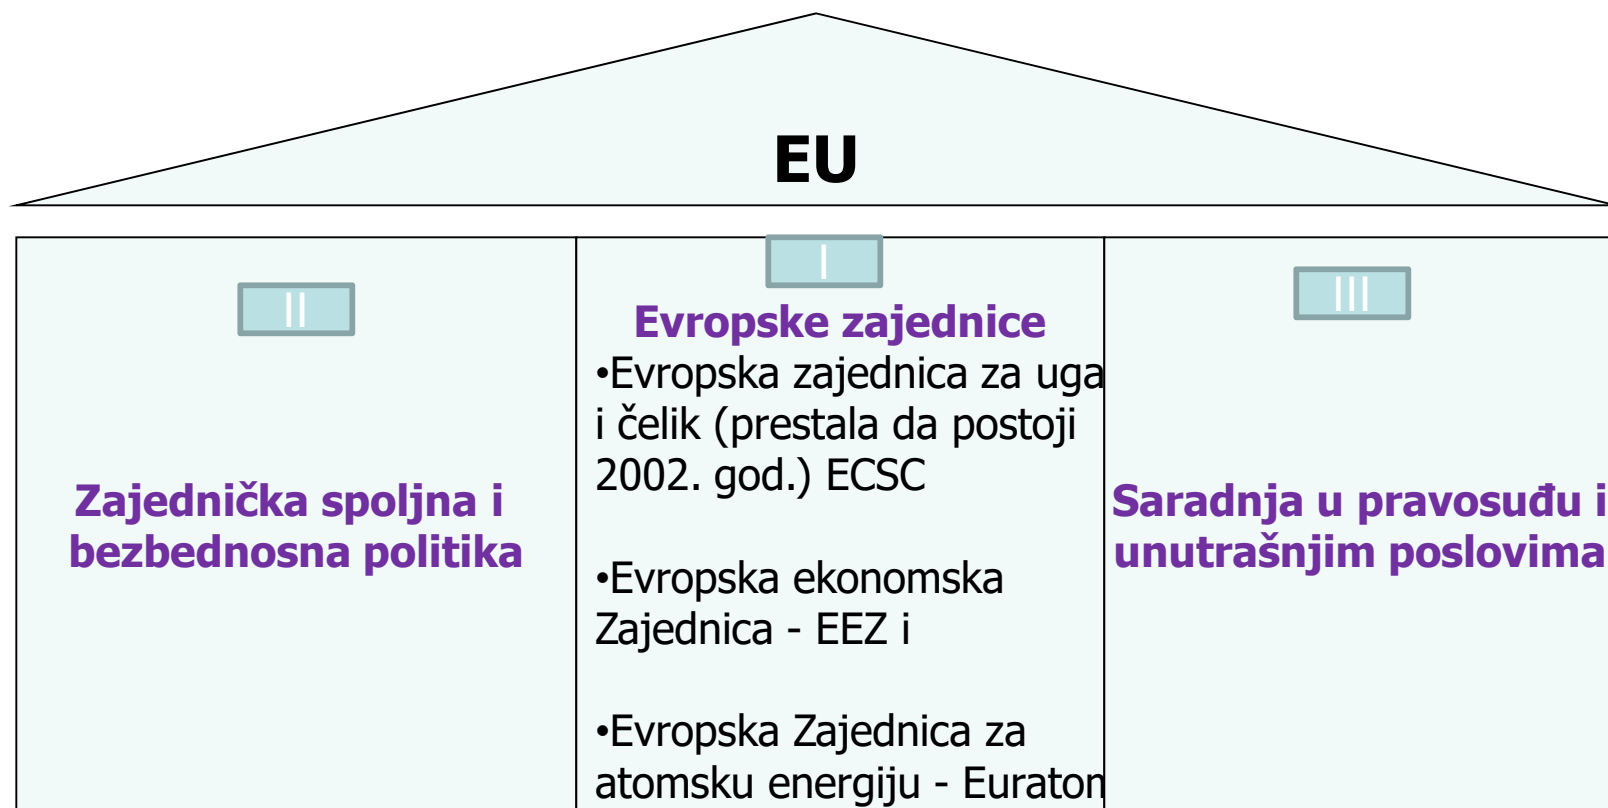 EU
II
Zajednička spoljna i
bezbednosna politika
I
Evropske zajednice
•Evropska zajednica za uga
i čelik (prestala da postoji
2002. god.) ECSC
•Evropska ekonomska
Zajednica - EEZ i
•Evropska Zajednica za
atomsku energiju - Euratom
III
Saradnja u pravosuđu i
unutrašnjim poslovima